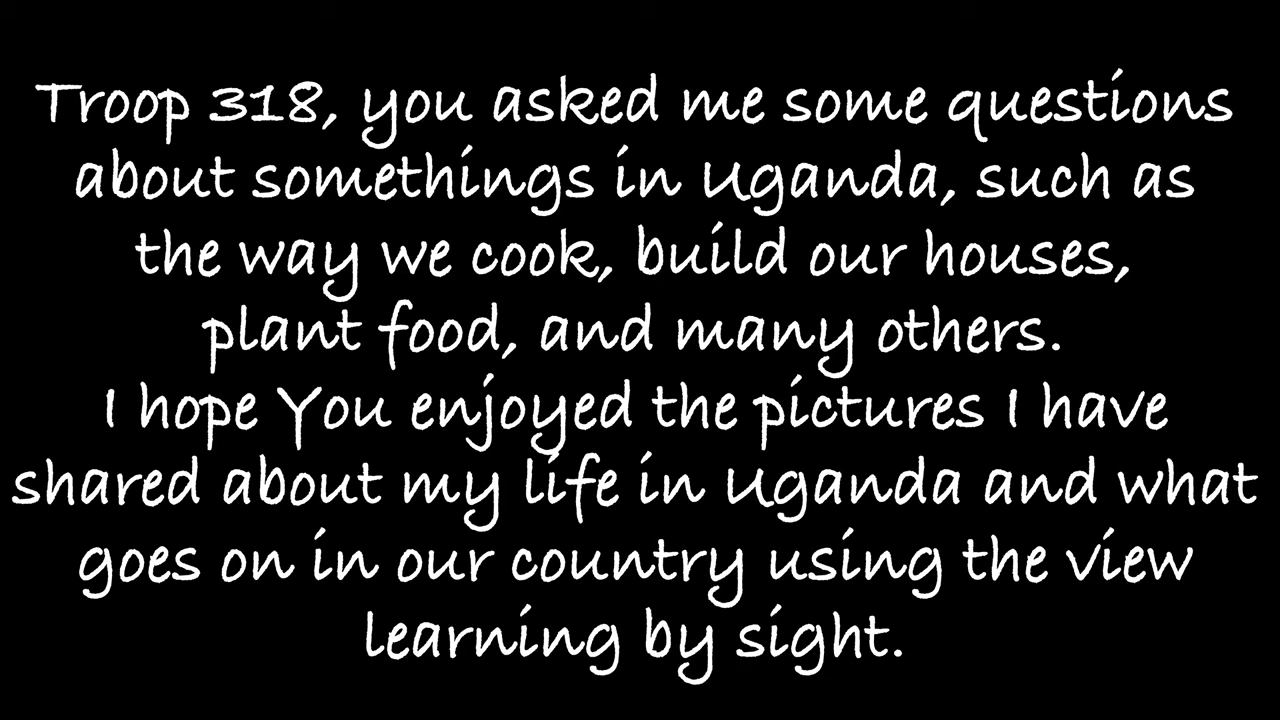 Troop 318, you asked me some questions
about somethings in Uganda, such as
the way we cook, build our houses,
plant food, and many others.
I hope You enjoyed the pictures I have
shared about my life in Uganda and what
goes on in our country using the view
learning by sight.